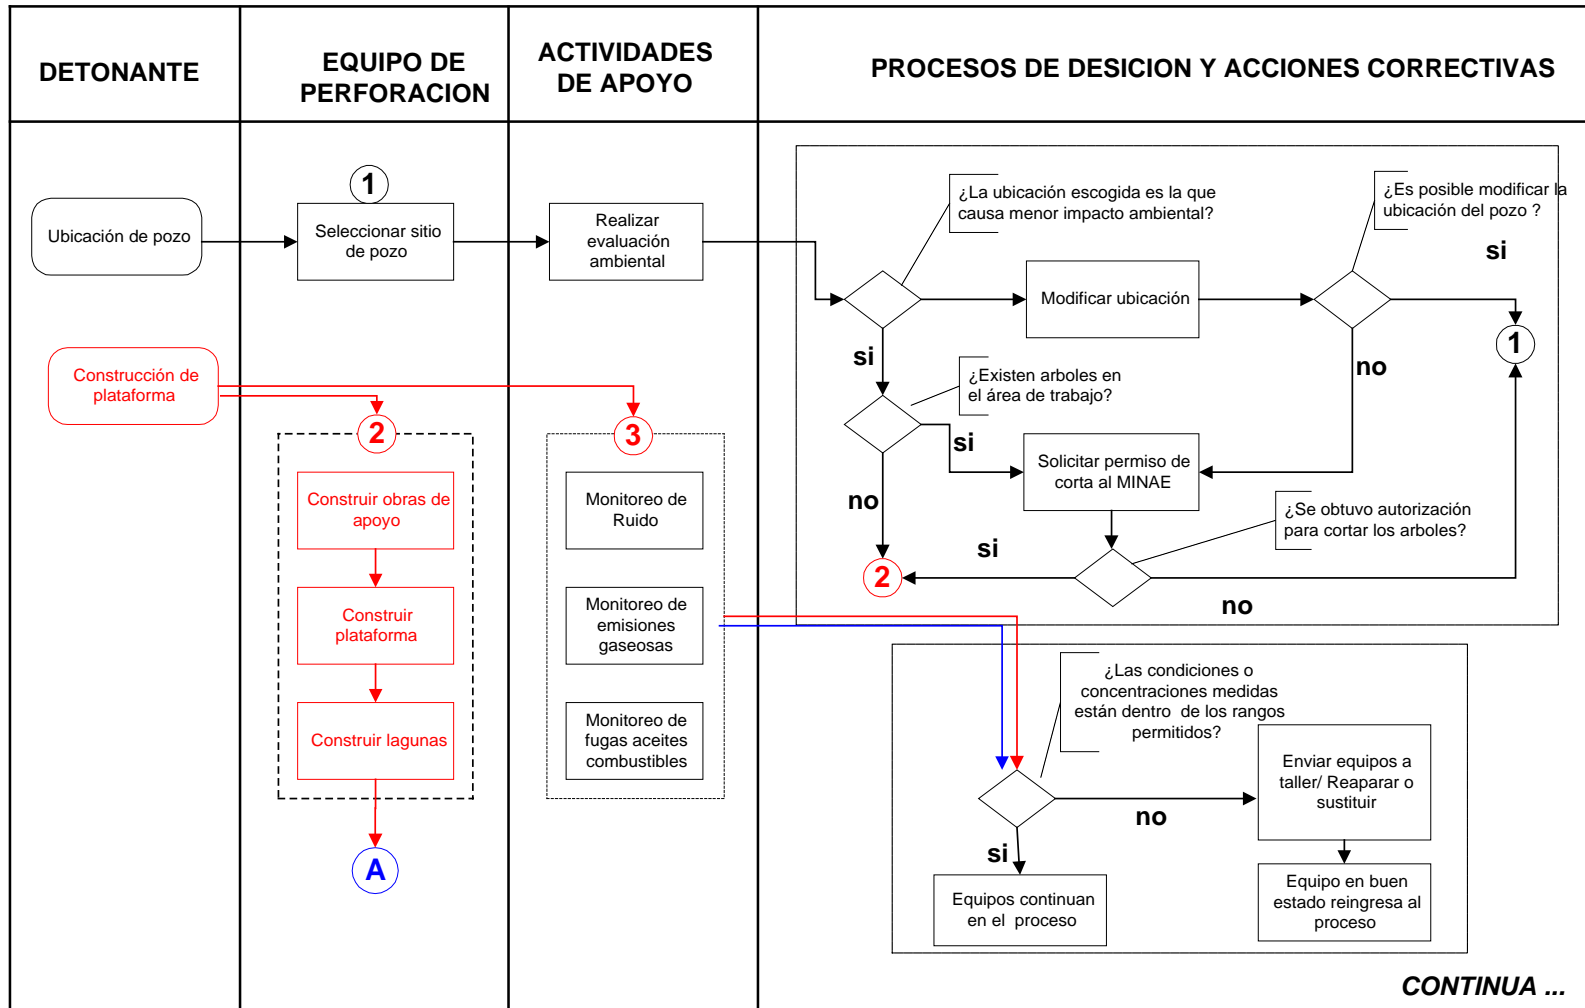 DETONANTE
EQUIPO DE
PERFORACION
ACTIVIDADES
DE APOYO
PROCESOS DE DESICION Y ACCIONES CORRECTIVAS
Ubicación de pozo
1
Seleccionar sitio
de pozo
Realizar
evaluación
ambiental
¿La ubicación escogida es la que
causa menor impacto ambiental?
¿Es posible modificar la
ubicación del pozo ?
si
Modificar ubicación
1
si
no
Construcción de
plataforma
¿Existen arboles en
el área de trabajo?
2
3
si
Solicitar permiso de
corta al MINAE
no
¿Se obtuvo autorización
para cortar los arboles?
si
2
no
Construir obras de
apoyo
Construir
plataforma
Construir lagunas
A
Monitoreo de
Ruido
Monitoreo de
emisiones
gaseosas
Monitoreo de
fugas aceites
combustibles
¿Las condiciones o
concentraciones medidas
están dentro de los rangos
permitidos?
no
si
Enviar equipos a
taller/ Reaparar o
sustituir
Equipos continuan
en el proceso
Equipo en buen
estado reingresa al
proceso
CONTINUA ...